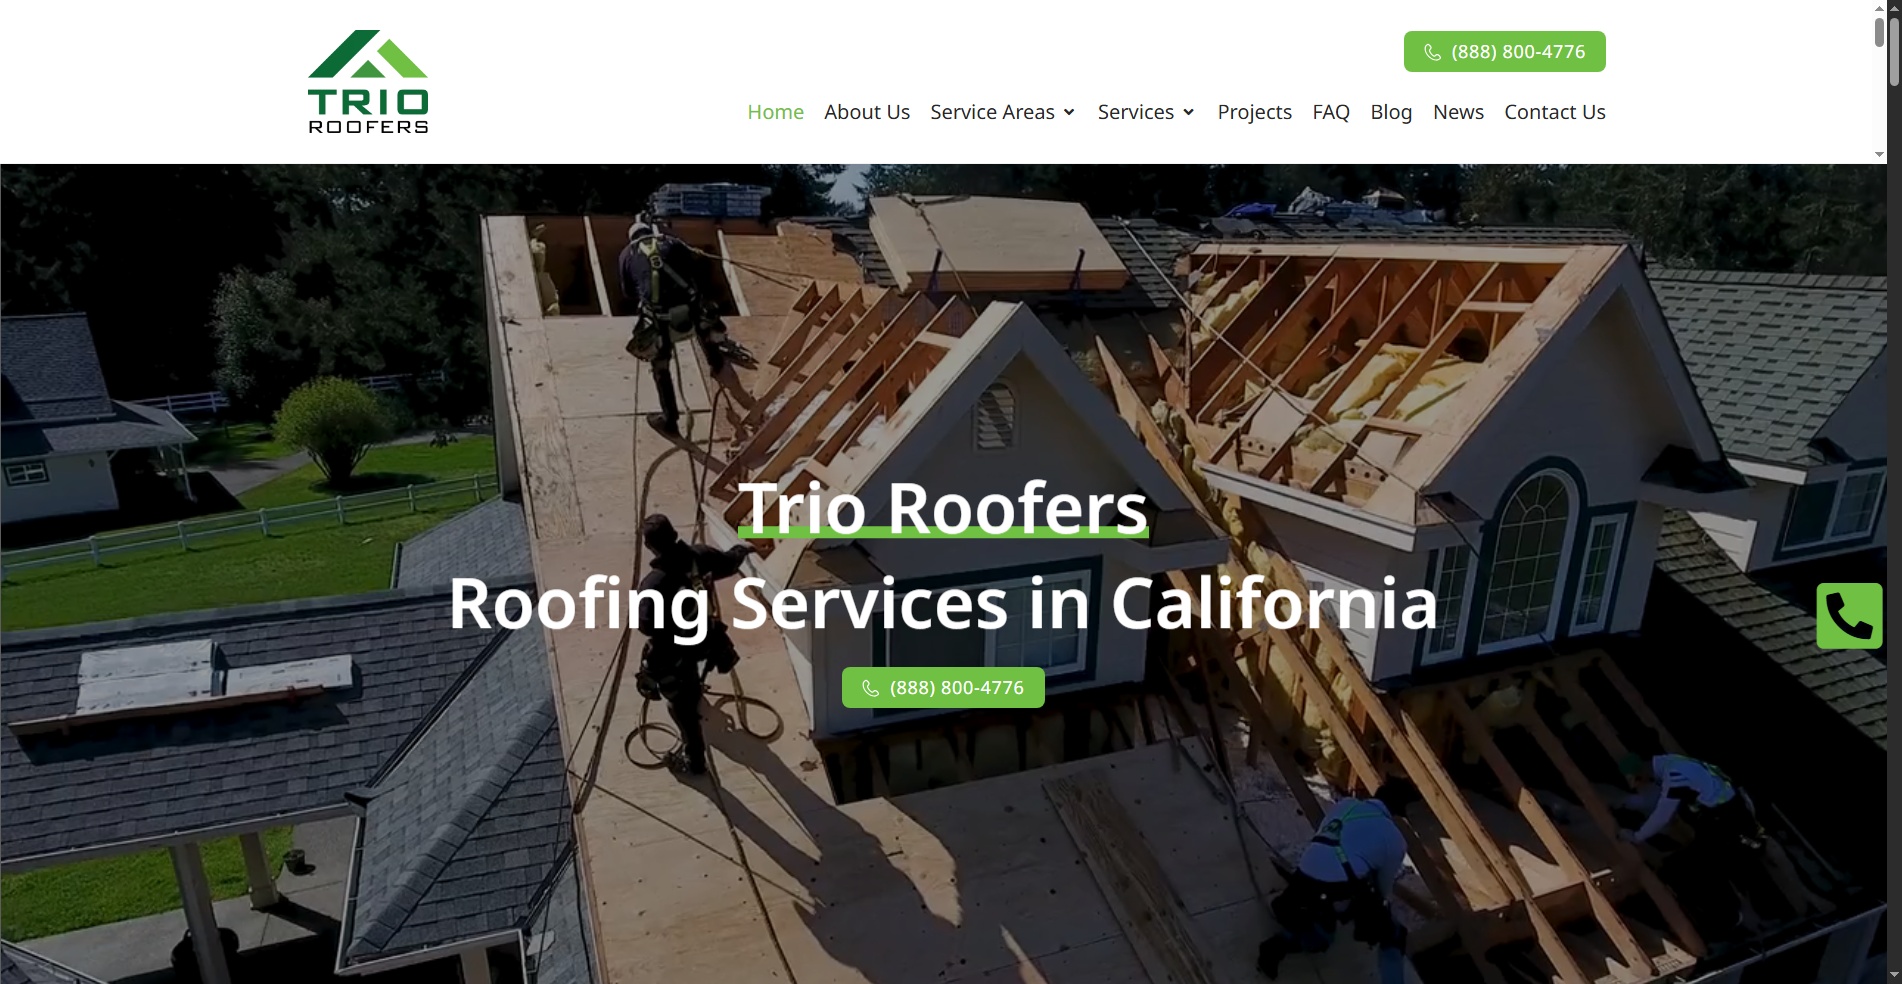 TRIO
ROOFERS
(888) 800-4776
Home About Us Service Areas Services Projects FAQ Blog News Contact Us
Trio Roofers
Roofing Services in California
(888) 800-4776